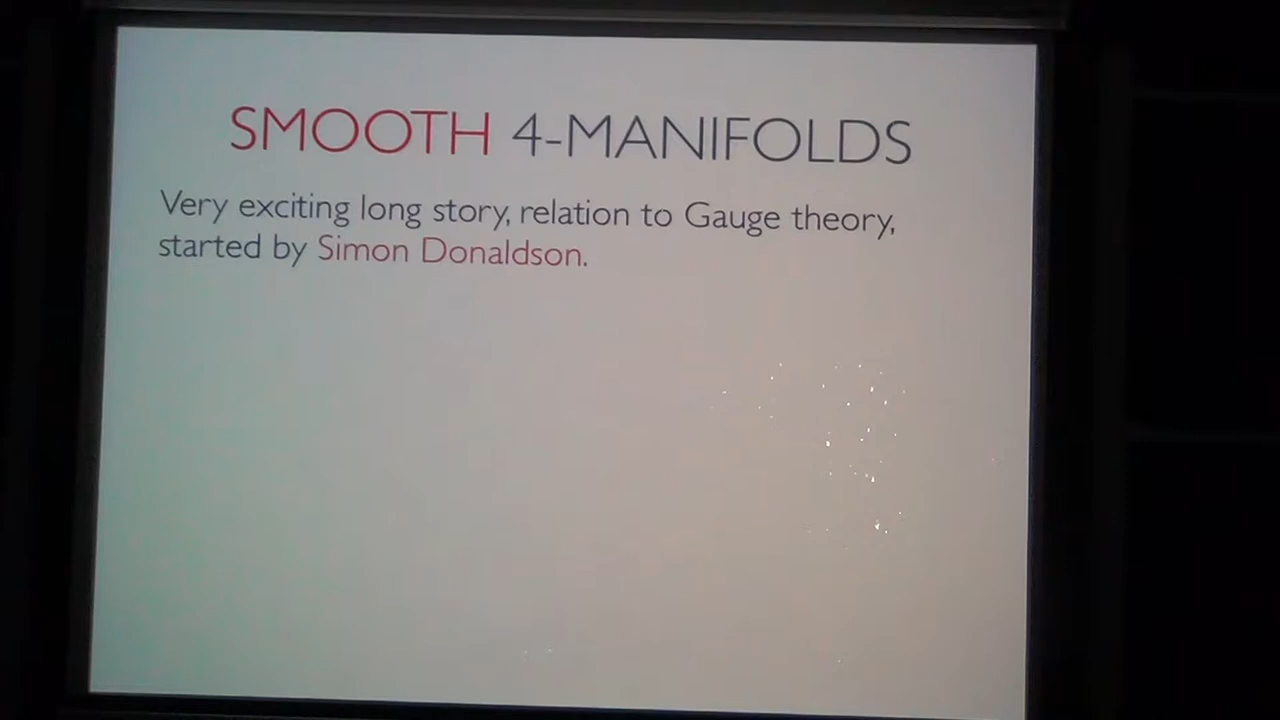 SMOOTH 4-MANIFOLDS
Very exciting long story, relation to Gauge theory,
started by Simon Donaldson.